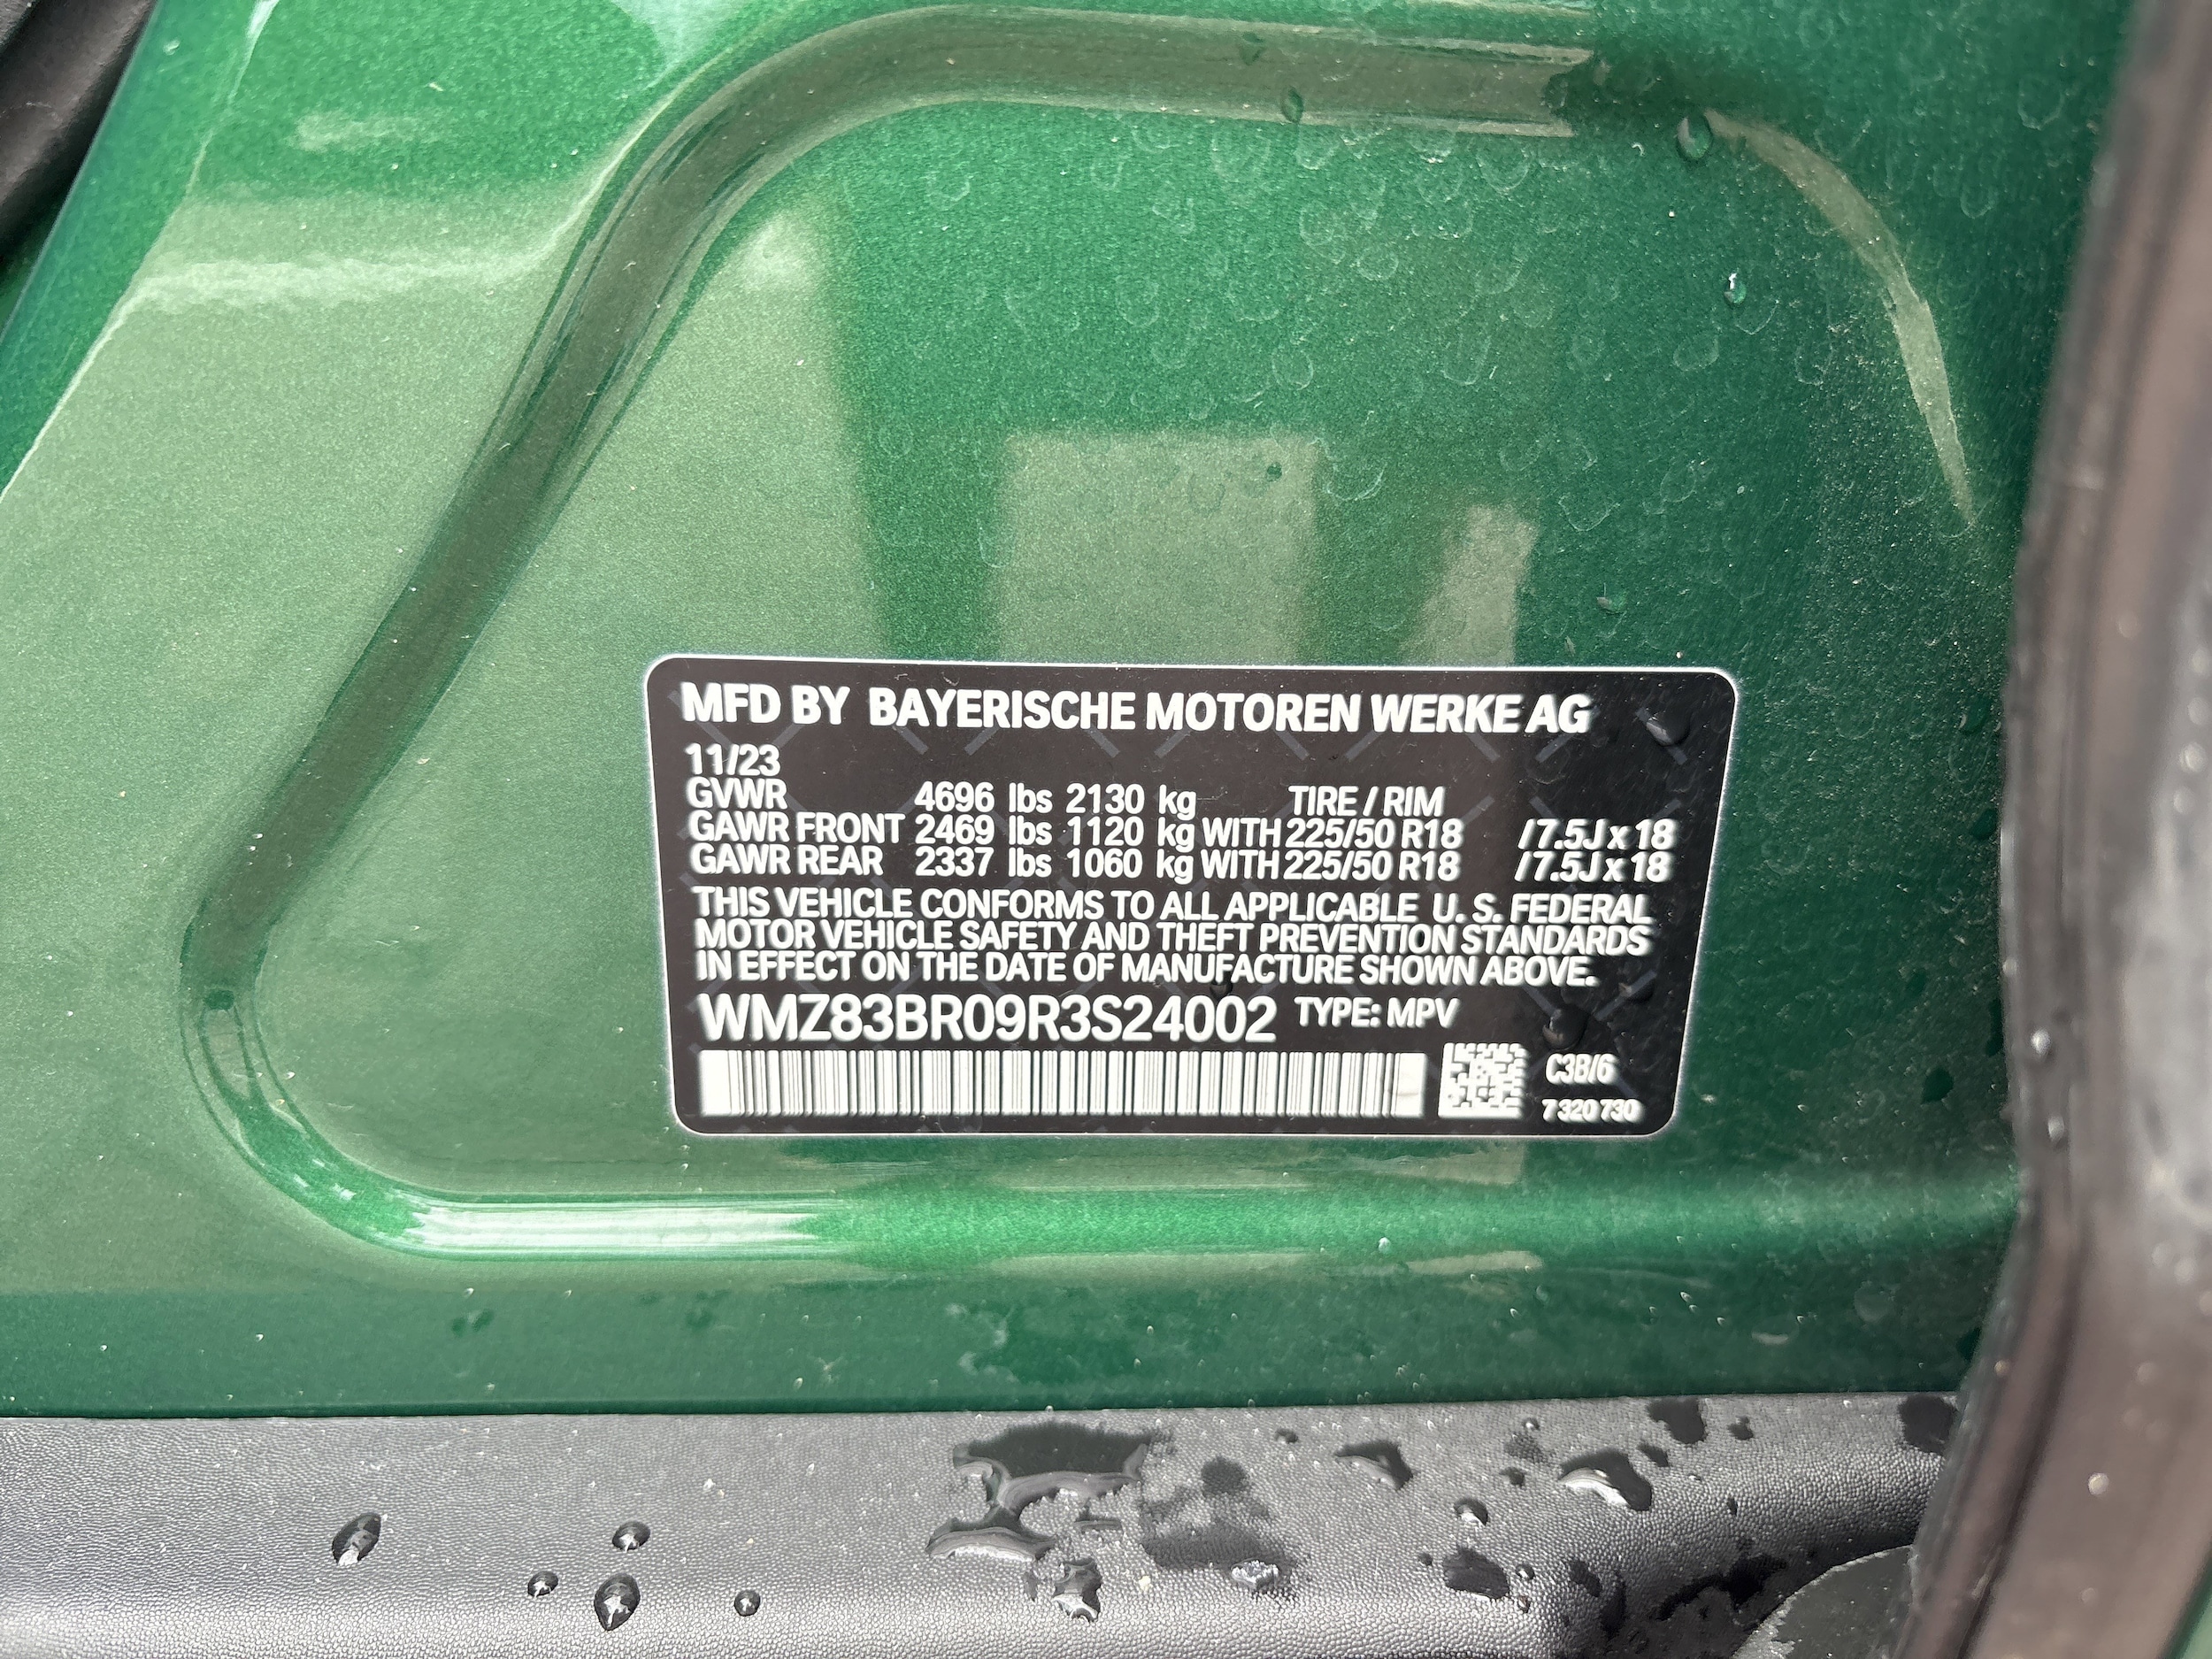 MFD BY BAYERISCHE MOTOREN WERKE AG
11/23
GVWR 4696 lbs 2130 kg TIRE / RIM
GAWR FRONT 2469 lbs 1120 kg WITH 225/50 R18 / 7.5J x 18
GAWR REAR 2337 lbs 1060 kg WITH 225/50 R18 / 7.5J x 18
THIS VEHICLE CONFORMS TO ALL APPLICABLE U. S. FEDERAL
MOTOR VEHICLE SAFETY AND THEFT PREVENTION STANDARDS
IN EFFECT ON THE DATE OF MANUFACTURE SHOWN ABOVE.
WMZ83BR09R3S24002 TYPE: MPV
C3B/6
7 320 730